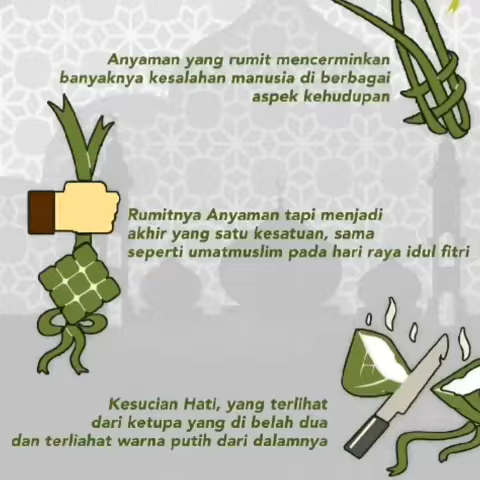 Anyaman yang rumit mencerminkan
banyaknya kesalahan manusia di berbagai
aspek kehudupan
Rumitnya Anyaman tapi menjadi
akhir yang satu kesatuan, sama
seperti umatmuslim pada hari raya idul fitri
Kesucian Hati, yang terlihat
dari ketupa yang di belah dua
dan terliahat warna putih dari dalamnya